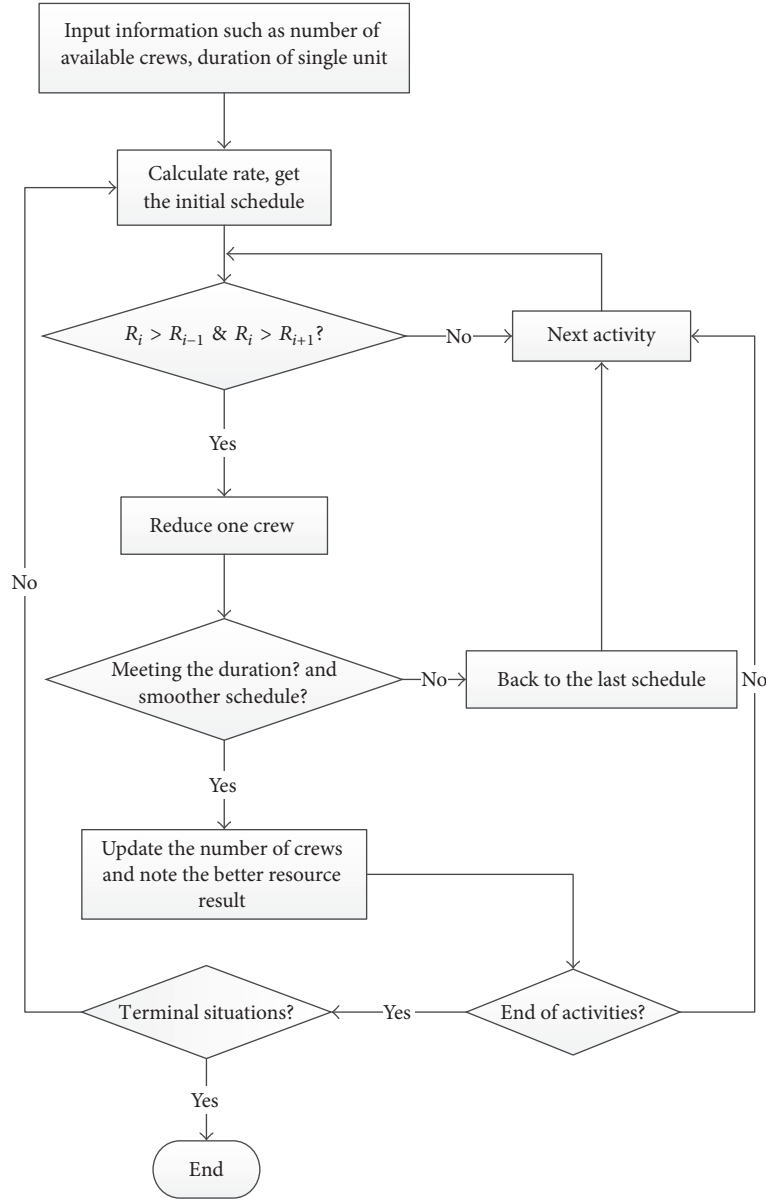 Input information such as number of
available crews, duration of single unit
Calculate rate, get
the initial schedule
R_i > R_{i−1} & R_i > R_{i+1}?
No
Next activity
Yes
Reduce one crew
No
Meeting the duration? and
smoother schedule?
No
Back to the last schedule
No
Yes
Update the number of crews
and note the better resource
result
Terminal situations?
Yes
End of activities?
Yes
End